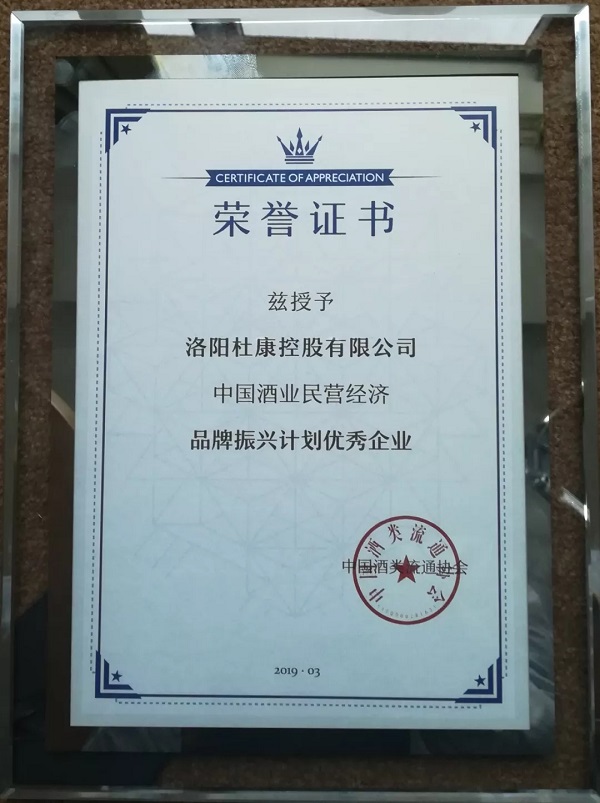 CERTIFICATE OF APPRECIATION
荣誉证书
兹授予
洛阳杜康控股有限公司
中国酒业民营经济
品牌振兴计划优秀企业
中国酒类流通协会
中国酒类流通协会
2019·03